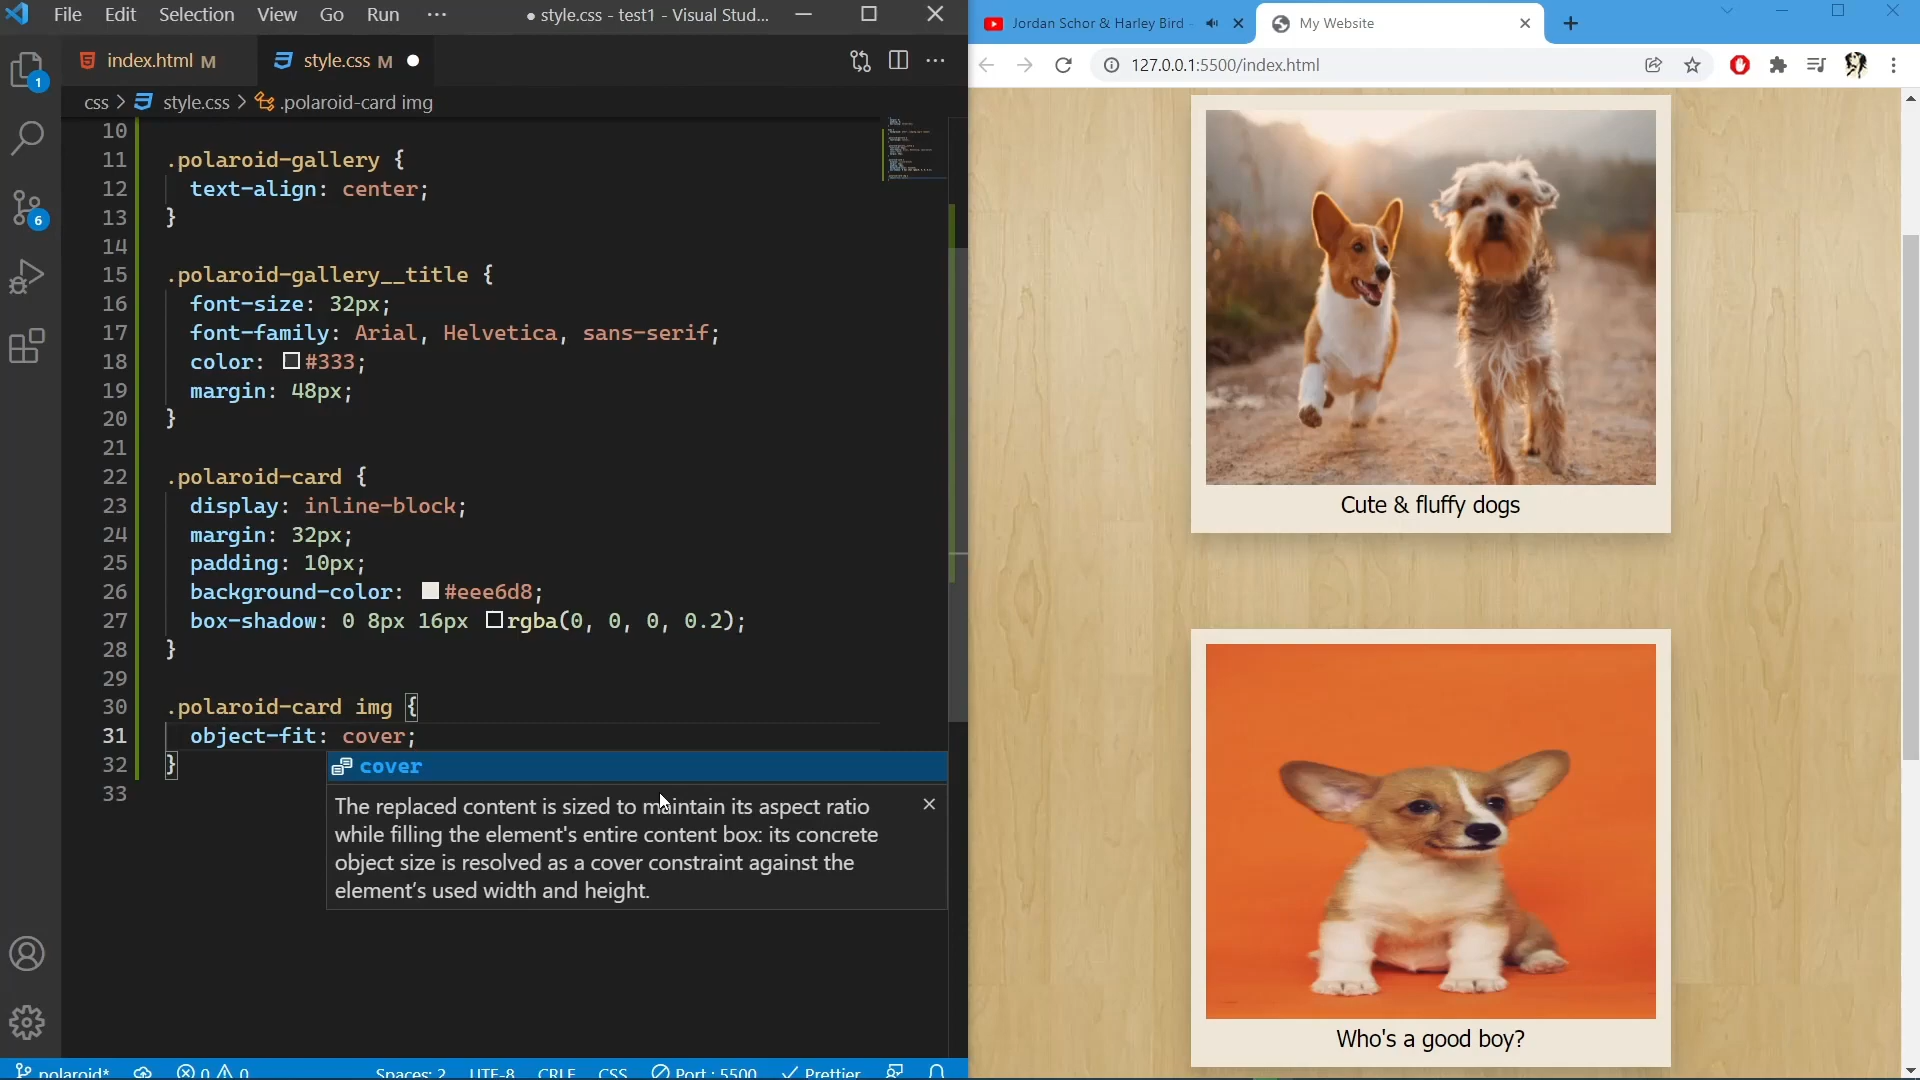 File Edit Selection View Go Run ··· ● style.css - test1 - Visual Stud...
index.html M style.css M ●
css > style.css > .polaroid-card img
10
11 .polaroid-gallery {
12 text-align: center;
13 }
14
15 .polaroid-gallery__title {
16 font-size: 32px;
17 font-family: Arial, Helvetica, sans-serif;
18 color: #333;
19 margin: 48px;
20 }
21
22 .polaroid-card {
23 display: inline-block;
24 margin: 32px;
25 padding: 10px;
26 background-color: #eee6d8;
27 box-shadow: 0 8px 16px rgba(0, 0, 0, 0.2);
28 }
29
30 .polaroid-card img {
31 object-fit: cover;
32 }
33
cover
The replaced content is sized to maintain its aspect ratio
while filling the element's entire content box: its concrete
object size is resolved as a cover constraint against the
element's used width and height.
1
6
polaroid* 0 0 Spaces: 2 UTF-8 CRLF CSS Port : 5500 Prettier
Jordan Schor & Harley Bird - My Website
127.0.0.1:5500/index.html
Cute & fluffy dogs
Who's a good boy?